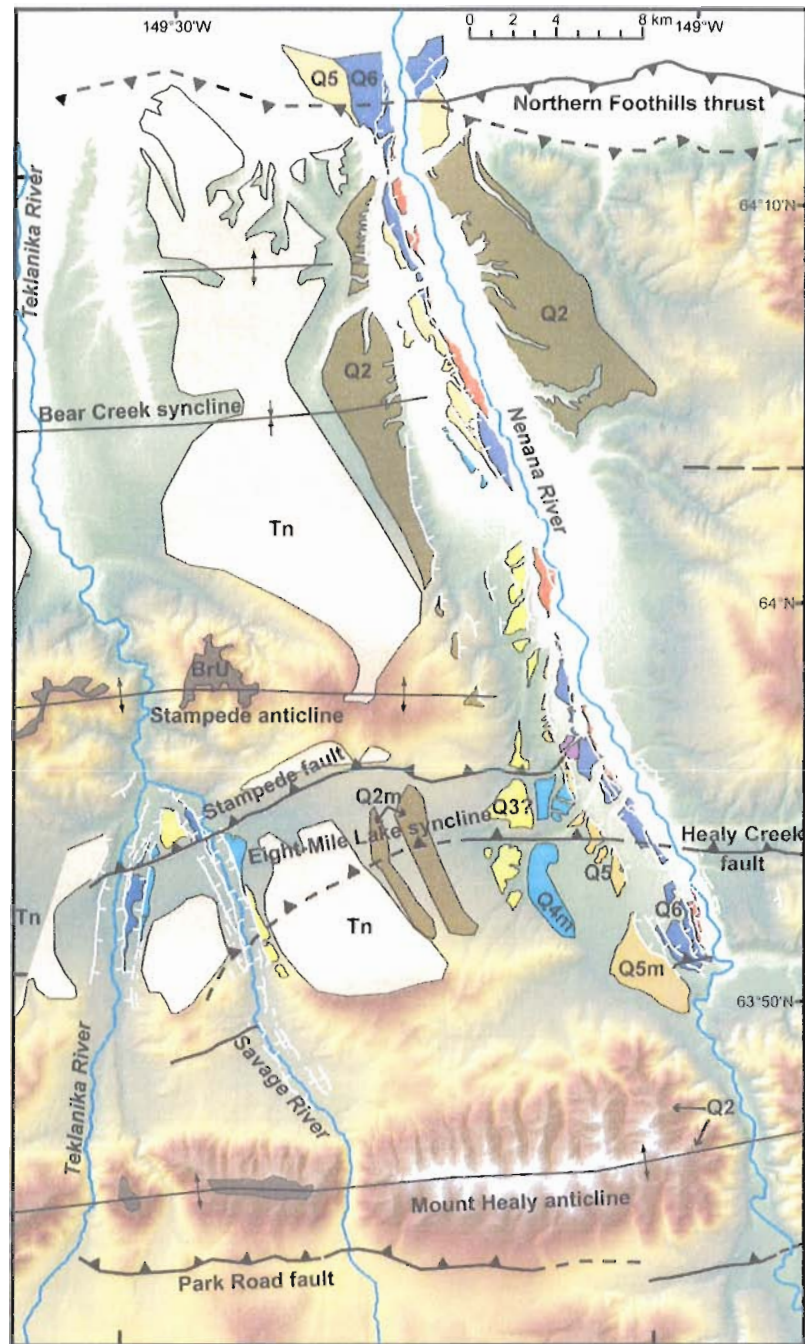 149°30'W
0 2 4 8 km
149°W
Q5
Q6
Northern Foothills thrust
Teklanika River
64°10'N
Q2
Q2
Bear Creek syncline
Nenana River
Tn
64°N
BrU
Stampede anticline
Stampede fault
Q2m
Q3?
Eight-Mile Lake syncline
Healy Creek
fault
Q5
Tn
Tn
Q4m
Q6
Q5m
63°50'N
Teklanika River
Savage River
Q2
Mount Healy anticline
Park Road fault